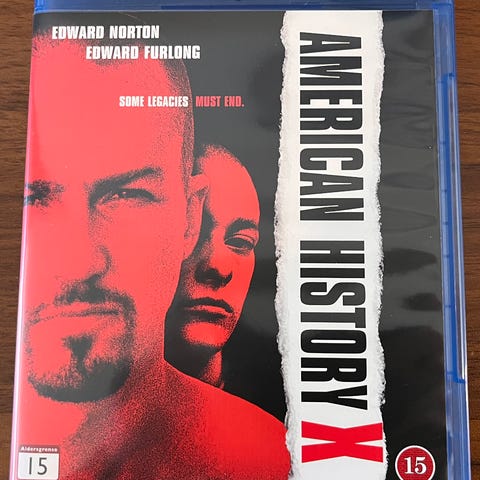 EDWARD NORTON
EDWARD FURLONG
SOME LEGACIES MUST END.
AMERICAN HISTORY X
Aldersgrense
15
15